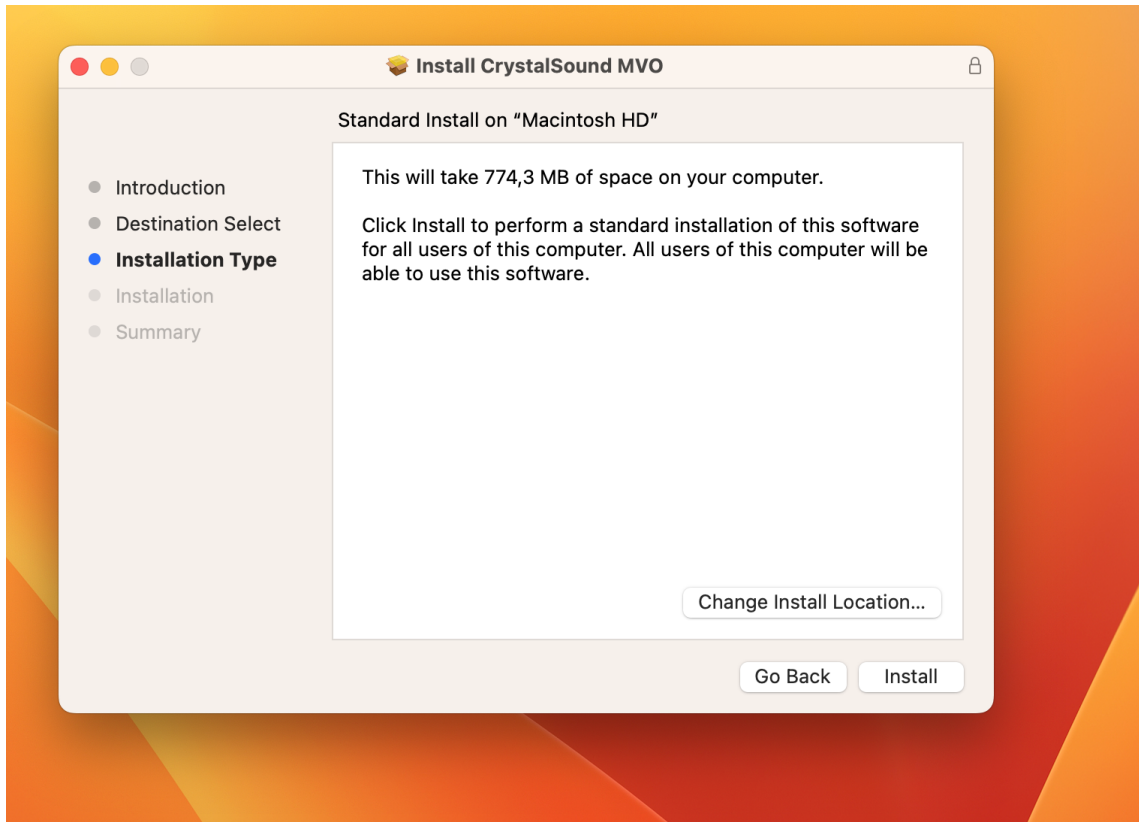 Install CrystalSound MVO
Standard Install on “Macintosh HD”
Introduction
Destination Select
Installation Type
Installation
Summary
This will take 774,3 MB of space on your computer.
Click Install to perform a standard installation of this software
for all users of this computer. All users of this computer will be
able to use this software.
Change Install Location...
Go Back
Install